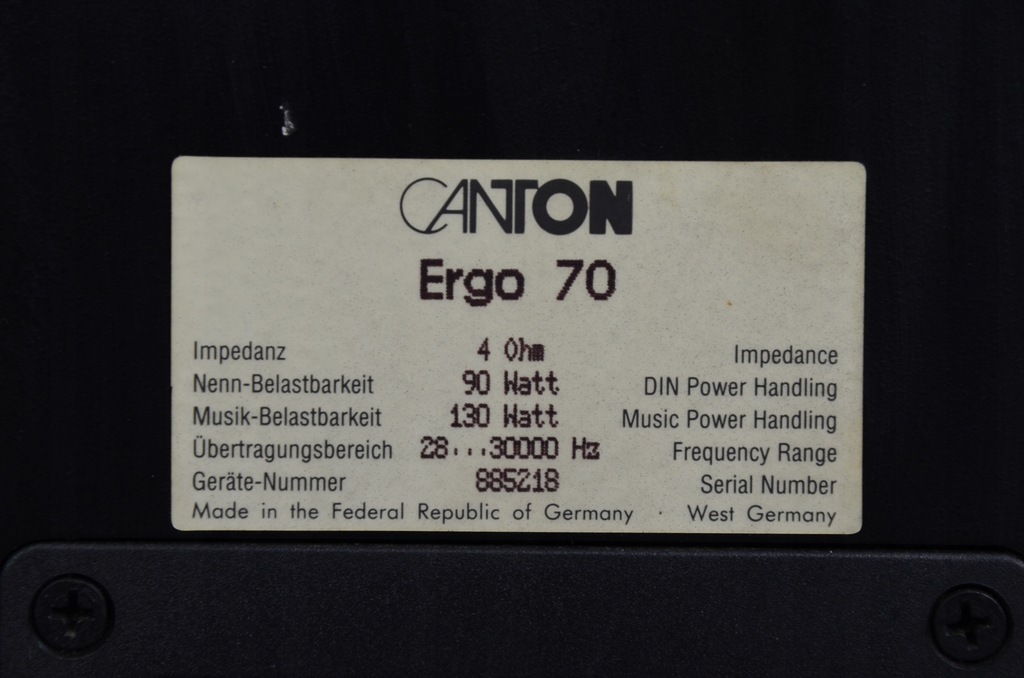 CANTON
Ergo 70
Impedanz 4 Ohm Impedance
Nenn-Belastbarkeit 90 Watt DIN Power Handling
Musik-Belastbarkeit 130 Watt Music Power Handling
Übertragungsbereich 28...30000 Hz Frequency Range
Geräte-Nummer 885218 Serial Number
Made in the Federal Republic of Germany · West Germany